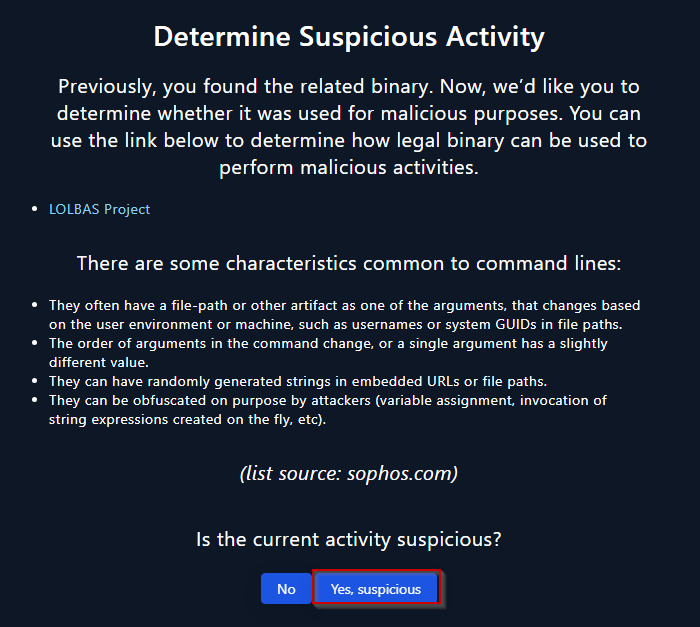 Determine Suspicious Activity
Previously, you found the related binary. Now, we’d like you to
determine whether it was used for malicious purposes. You can
use the link below to determine how legal binary can be used to
perform malicious activities.
• LOLBAS Project
There are some characteristics common to command lines:
• They often have a file-path or other artifact as one of the arguments, that changes based
on the user environment or machine, such as usernames or system GUIDs in file paths.
• The order of arguments in the command change, or a single argument has a slightly
different value.
• They can have randomly generated strings in embedded URLs or file paths.
• They can be obfuscated on purpose by attackers (variable assignment, invocation of
string expressions created on the fly, etc).
(list source: sophos.com)
Is the current activity suspicious?
No Yes, suspicious